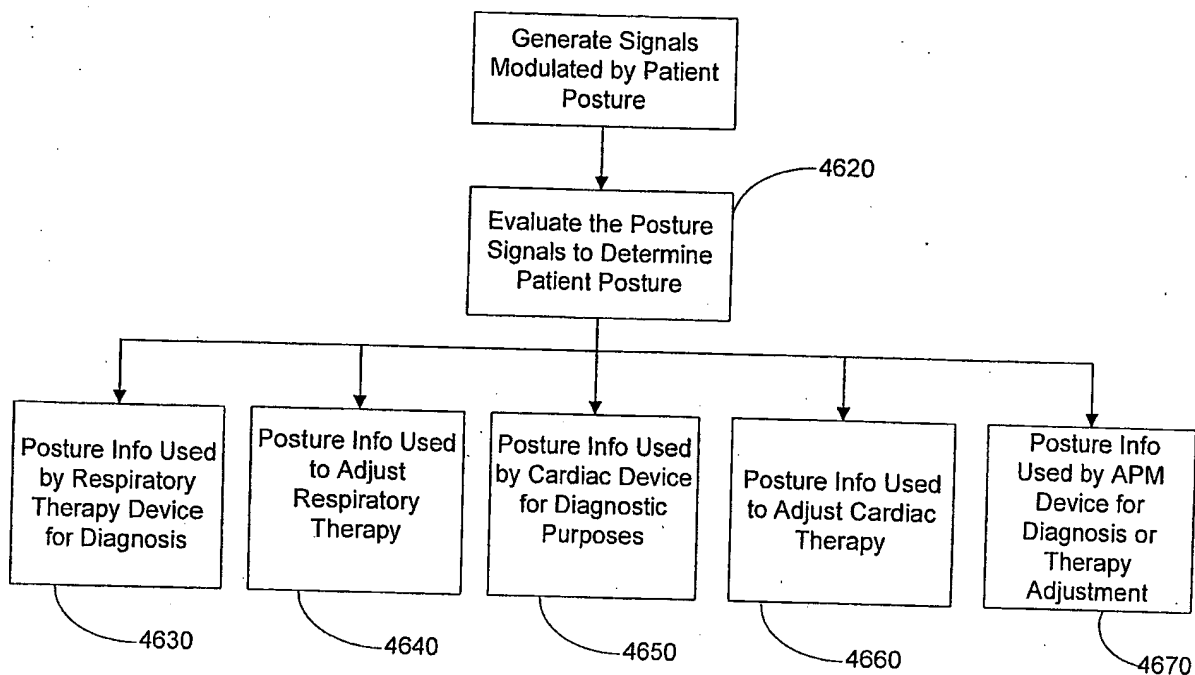 Generate Signals
Modulated by Patient
Posture
4620
Evaluate the Posture
Signals to Determine
Patient Posture
Posture Info Used
by Respiratory
Therapy Device
for Diagnosis
Posture Info Used
to Adjust
Respiratory
Therapy
Posture Info Used
by Cardiac Device
for Diagnostic
Purposes
Posture Info Used
to Adjust Cardiac
Therapy
Posture Info
Used by APM
Device for
Diagnosis or
Therapy
Adjustment
4630
4640
4650
4660
4670